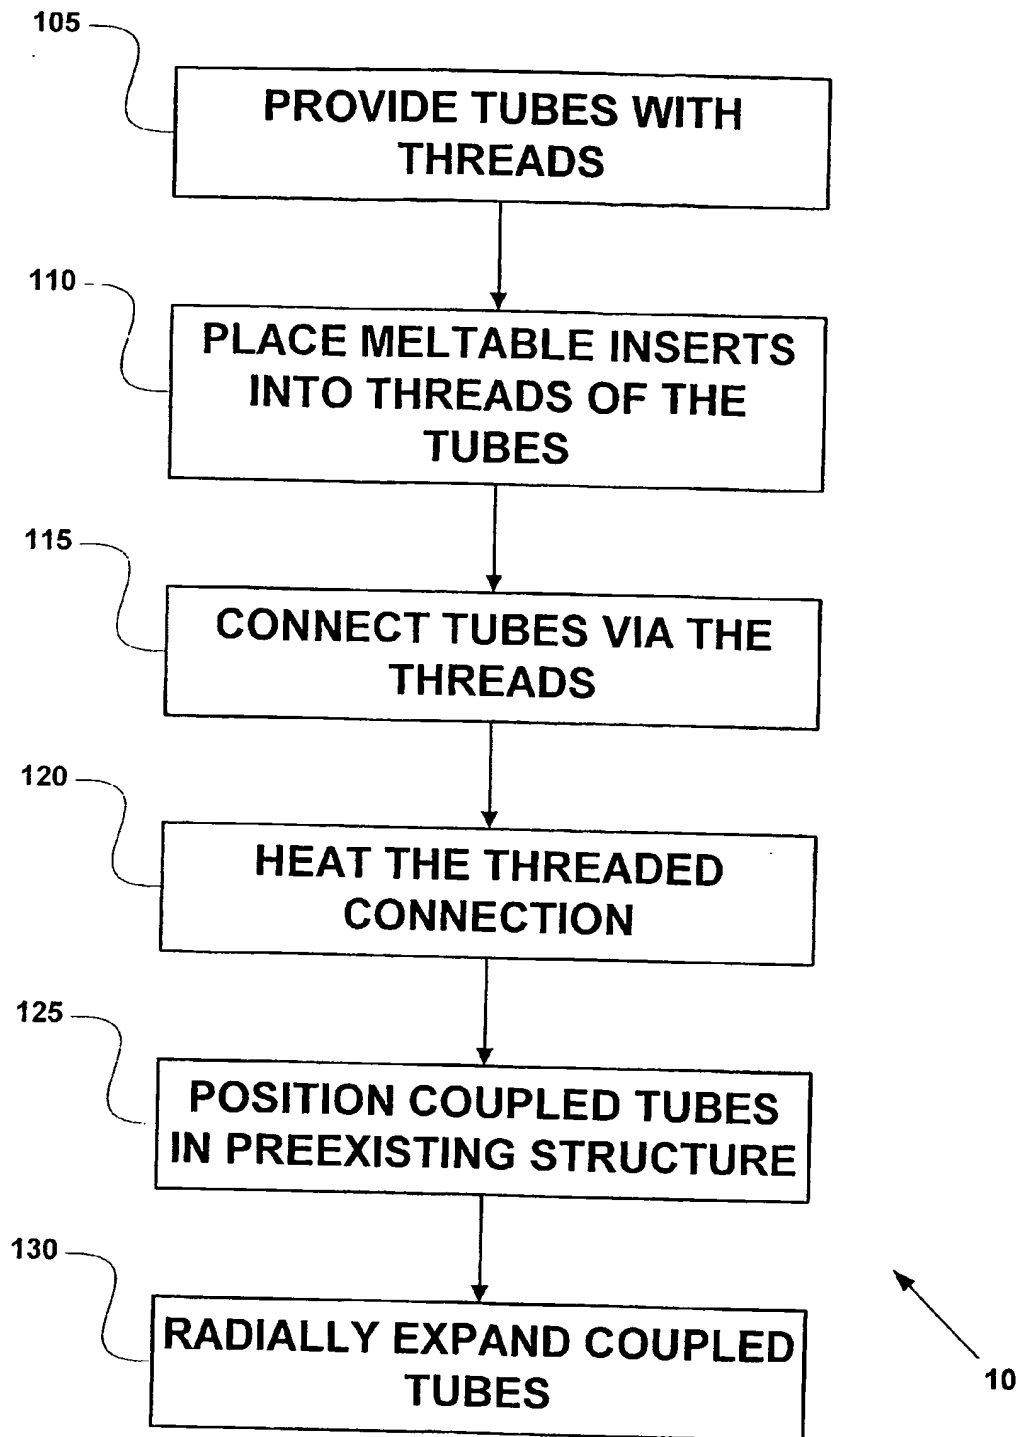 105
PROVIDE TUBES WITH
THREADS
110
PLACE MELTABLE INSERTS
INTO THREADS OF THE
TUBES
115
CONNECT TUBES VIA THE
THREADS
120
HEAT THE THREADED
CONNECTION
125
POSITION COUPLED TUBES
IN PREEXISTING STRUCTURE
130
RADIALLY EXPAND COUPLED
TUBES
10